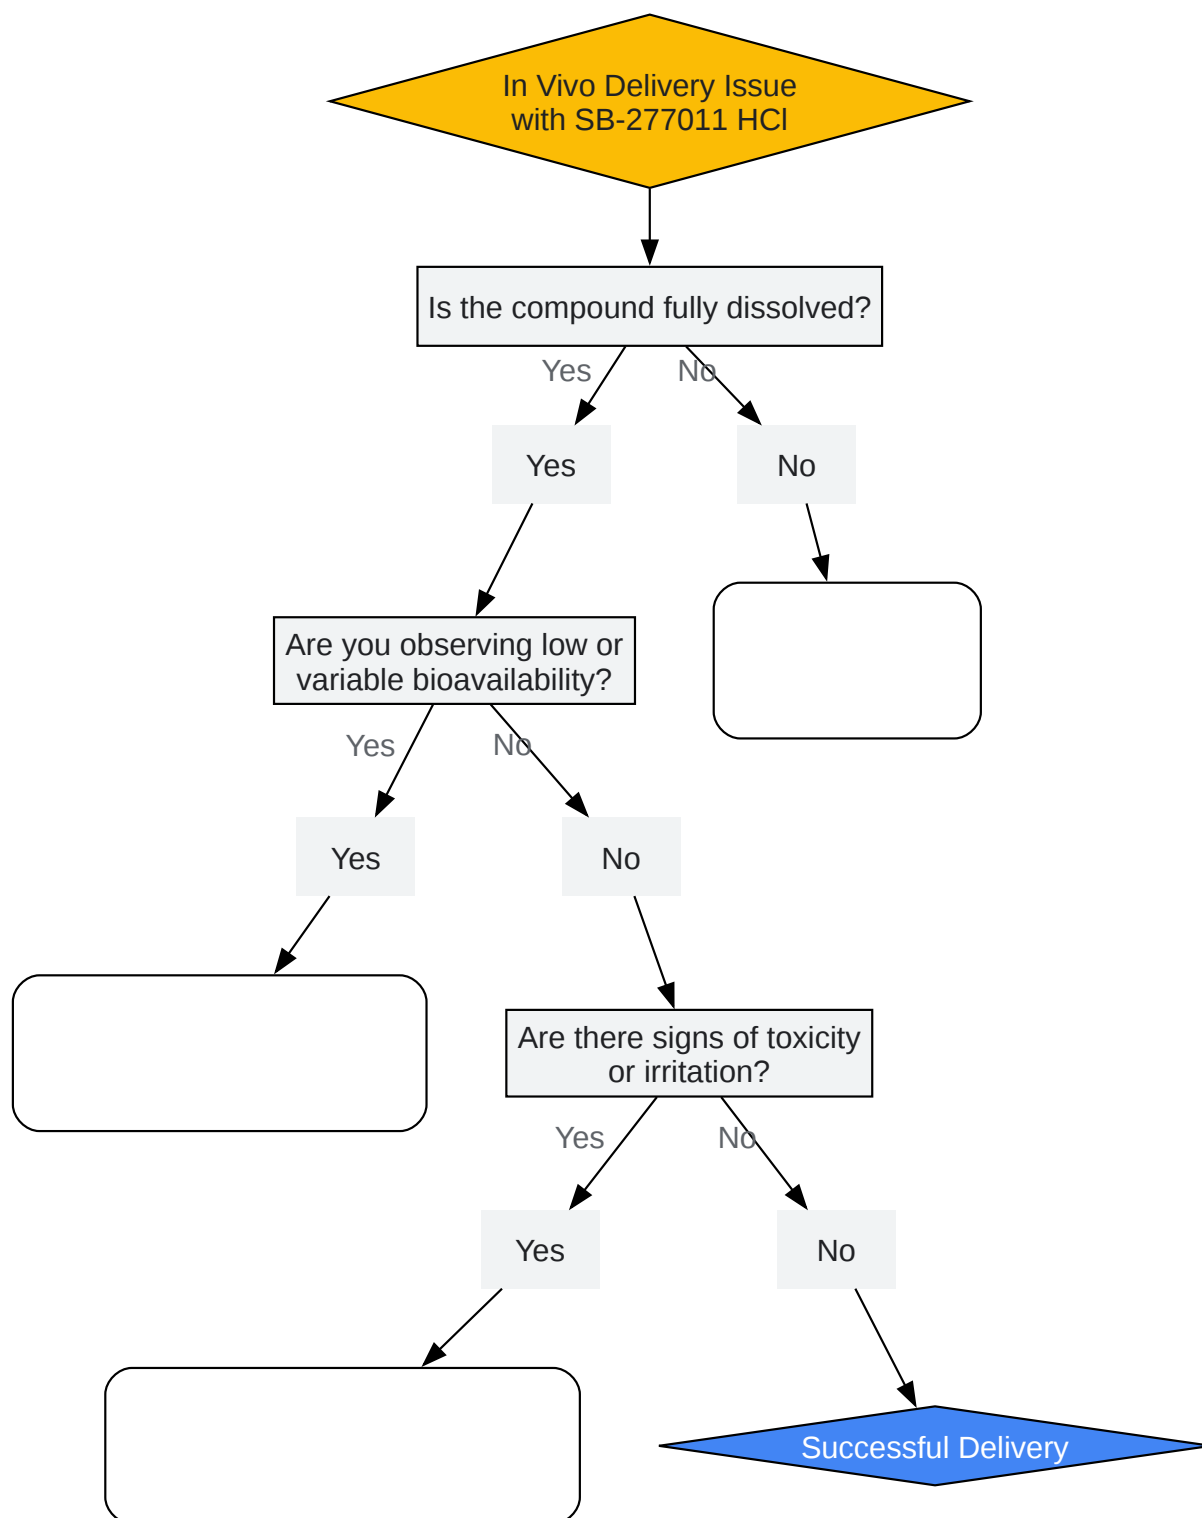 In Vivo Delivery Issue
with SB-277011 HCl
Is the compound fully dissolved?
Yes
No
Yes
No
Are you observing low or
variable bioavailability?
Yes
No
Yes
No
Are there signs of toxicity
or irritation?
Yes
No
Yes
No
Successful Delivery